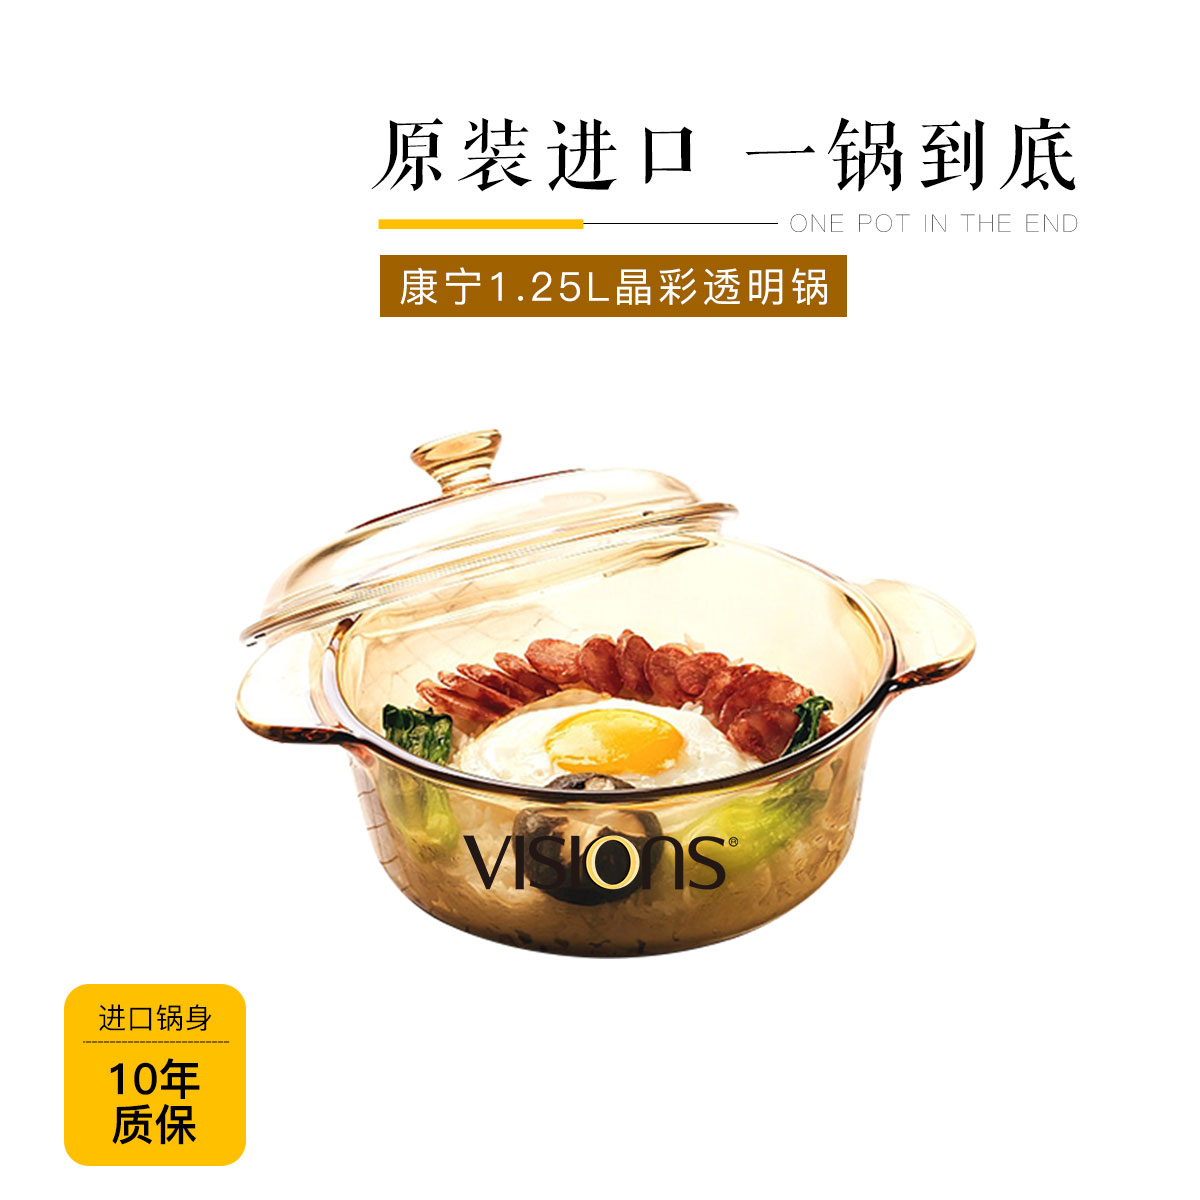 原装进口 一锅到底
ONE POT IN THE END
康宁1.25L晶彩透明锅
VISIONS®
进口锅身
10年
质保